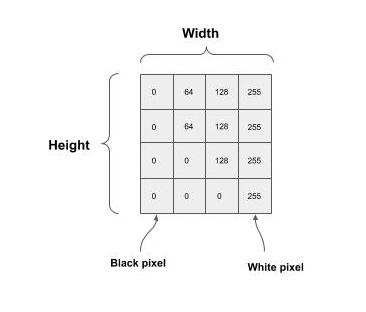 Width
0 64 128 255
0 64 128 255
Height
0 0 128 255
0 0 0 255
Black pixel
White pixel